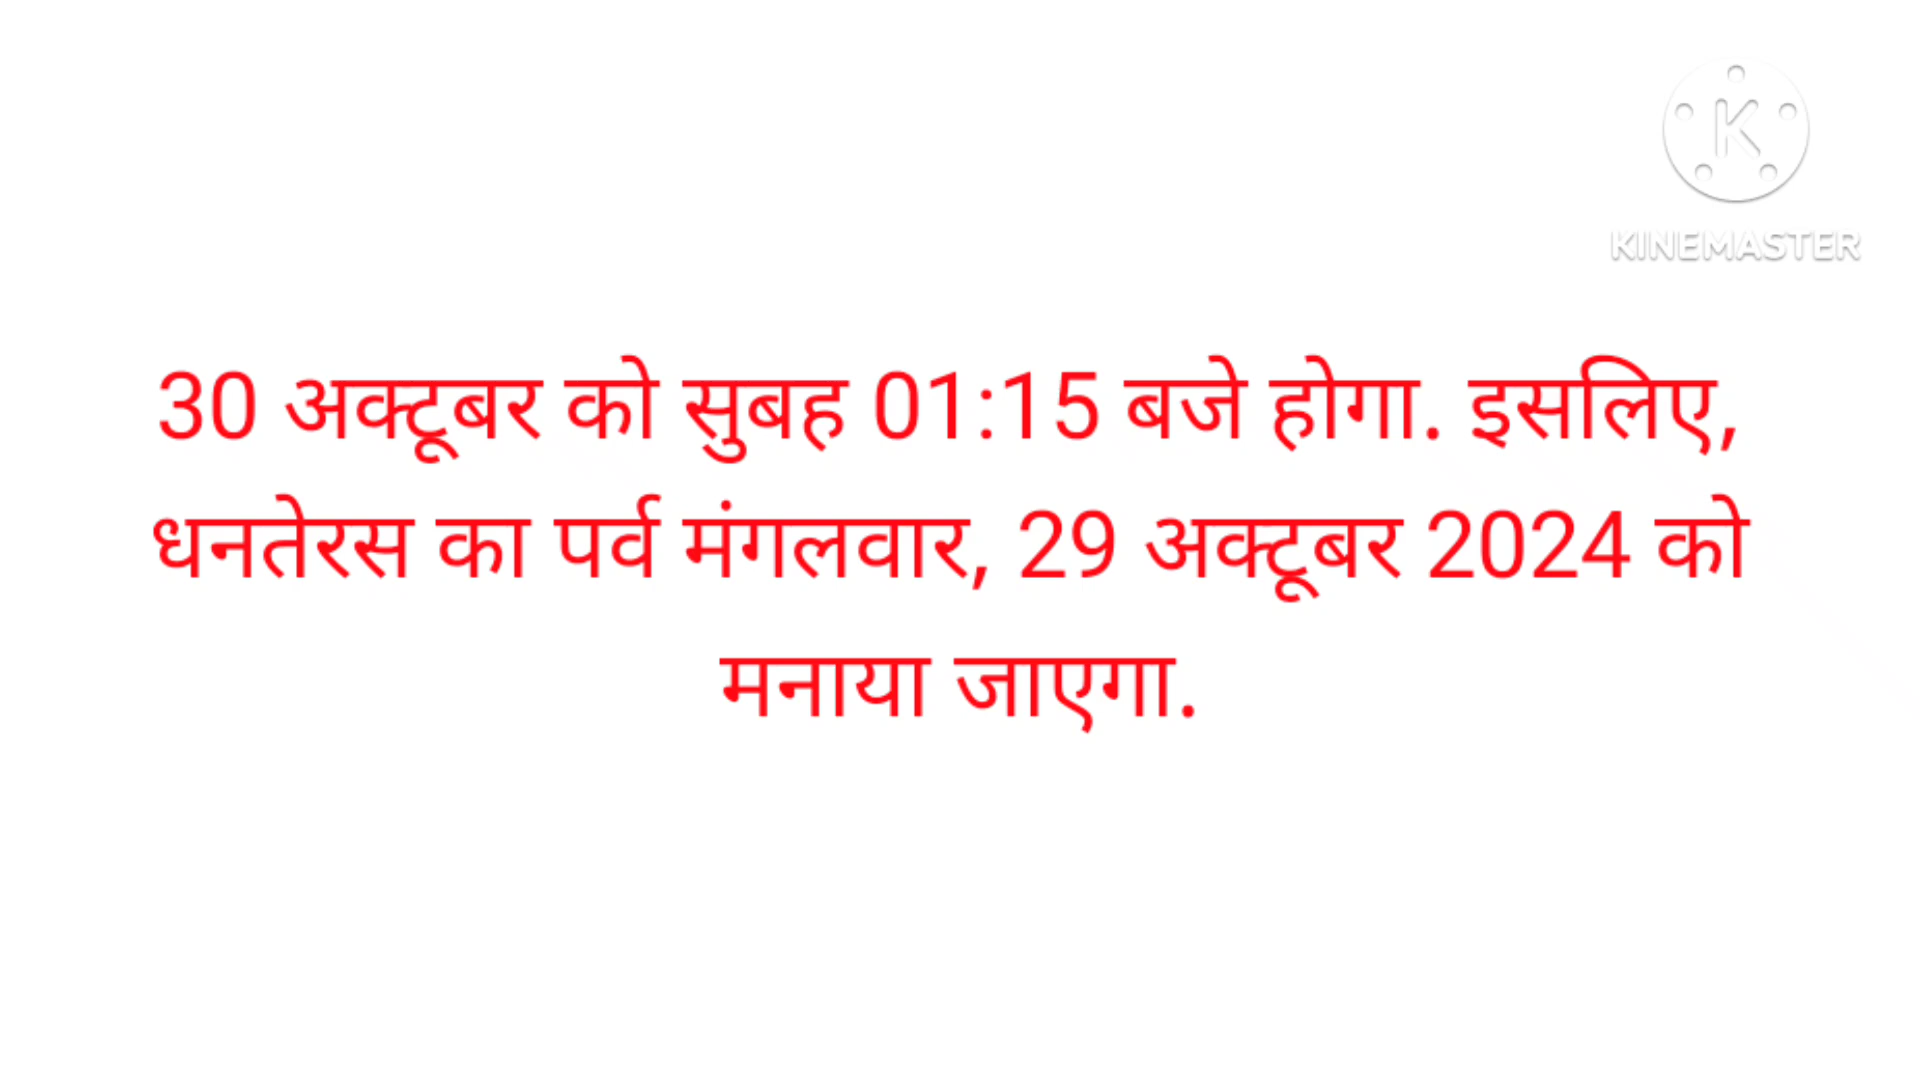 KINEMASTER
30 अक्टूबर को सुबह 01:15 बजे होगा. इसलिए,
धनतेरस का पर्व मंगलवार, 29 अक्टूबर 2024 को
मनाया जाएगा.